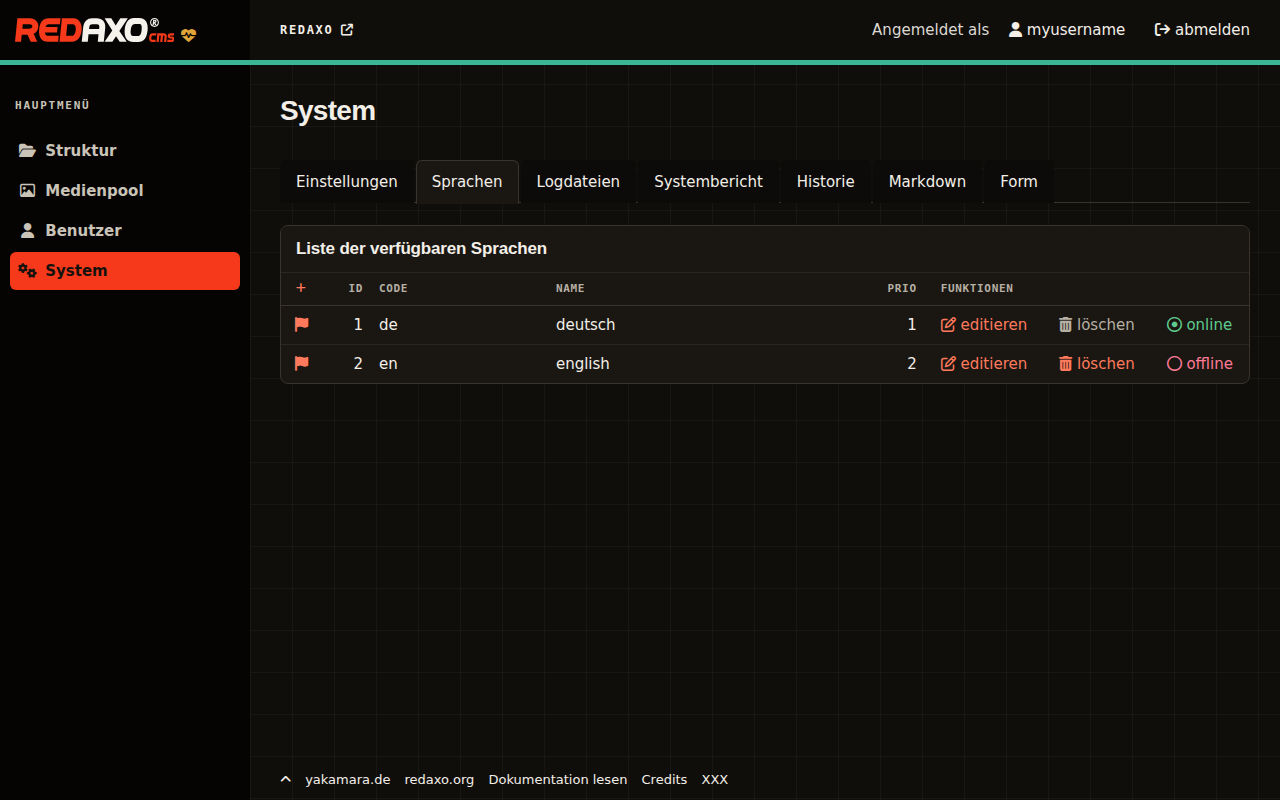 REDAXO® cms
REDAXO
Angemeldet als myusername abmelden
HAUPTMENÜ
Struktur
Medienpool
Benutzer
System
System
Einstellungen Sprachen Logdateien Systembericht Historie Markdown Form
Liste der verfügbaren Sprachen
+ ID CODE NAME PRIO FUNKTIONEN
1 de deutsch 1 editieren löschen online
2 en english 2 editieren löschen offline
yakamara.de redaxo.org Dokumentation lesen Credits XXX